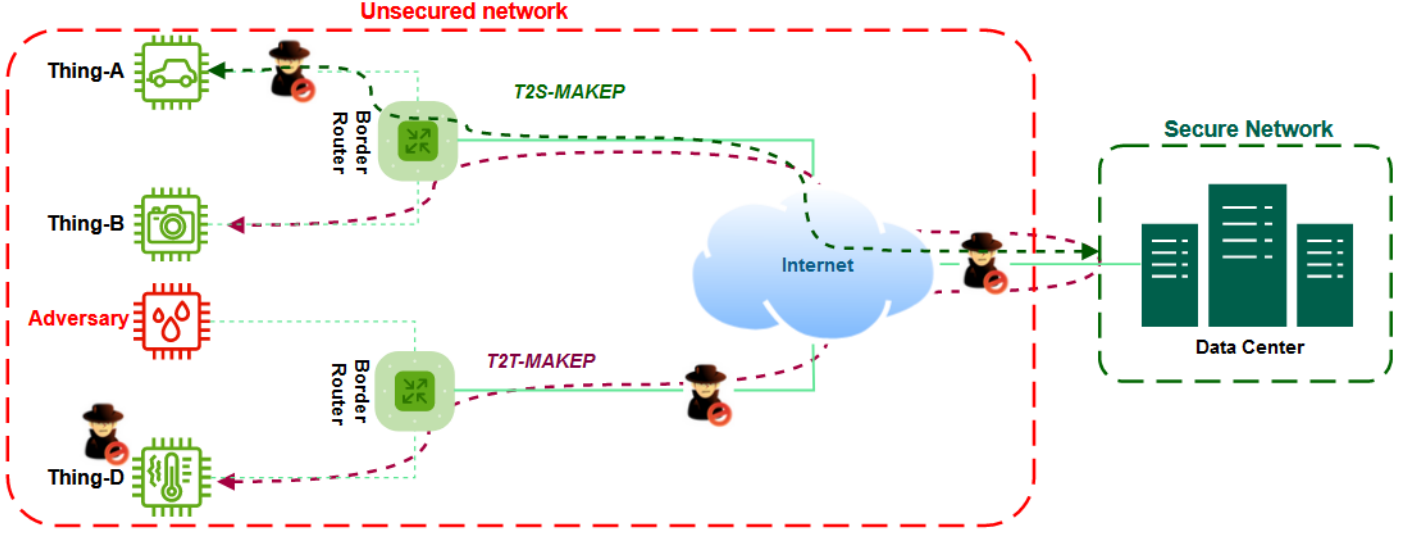 Unsecured network
Thing-A
T2S-MAKEP
Border
Router
Secure Network
Thing-B
Internet
Adversary
Data Center
T2T-MAKEP
Border
Router
Thing-D